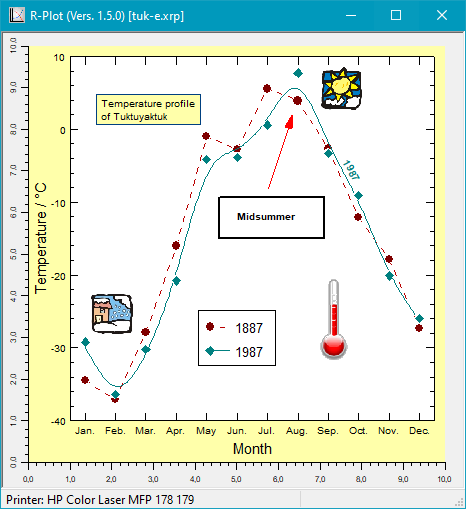 R-Plot (Vers. 1.5.0) [tuk-e.xrp]
10,0
9,0
8,0
7,0
6,0
5,0
4,0
3,0
2,0
1,0
0,0
Temperature / °C
10
0
-10
-20
-30
-40
Temperature profile
of Tuktuyaktuk
1987
Midsummer
1887
1987
Jan. Feb. Mar. Apr. May Jun. Jul. Aug. Sep. Oct. Nov. Dec.
Month
0,0 1,0 2,0 3,0 4,0 5,0 6,0 7,0 8,0 9,0 10,0
Printer: HP Color Laser MFP 178 179